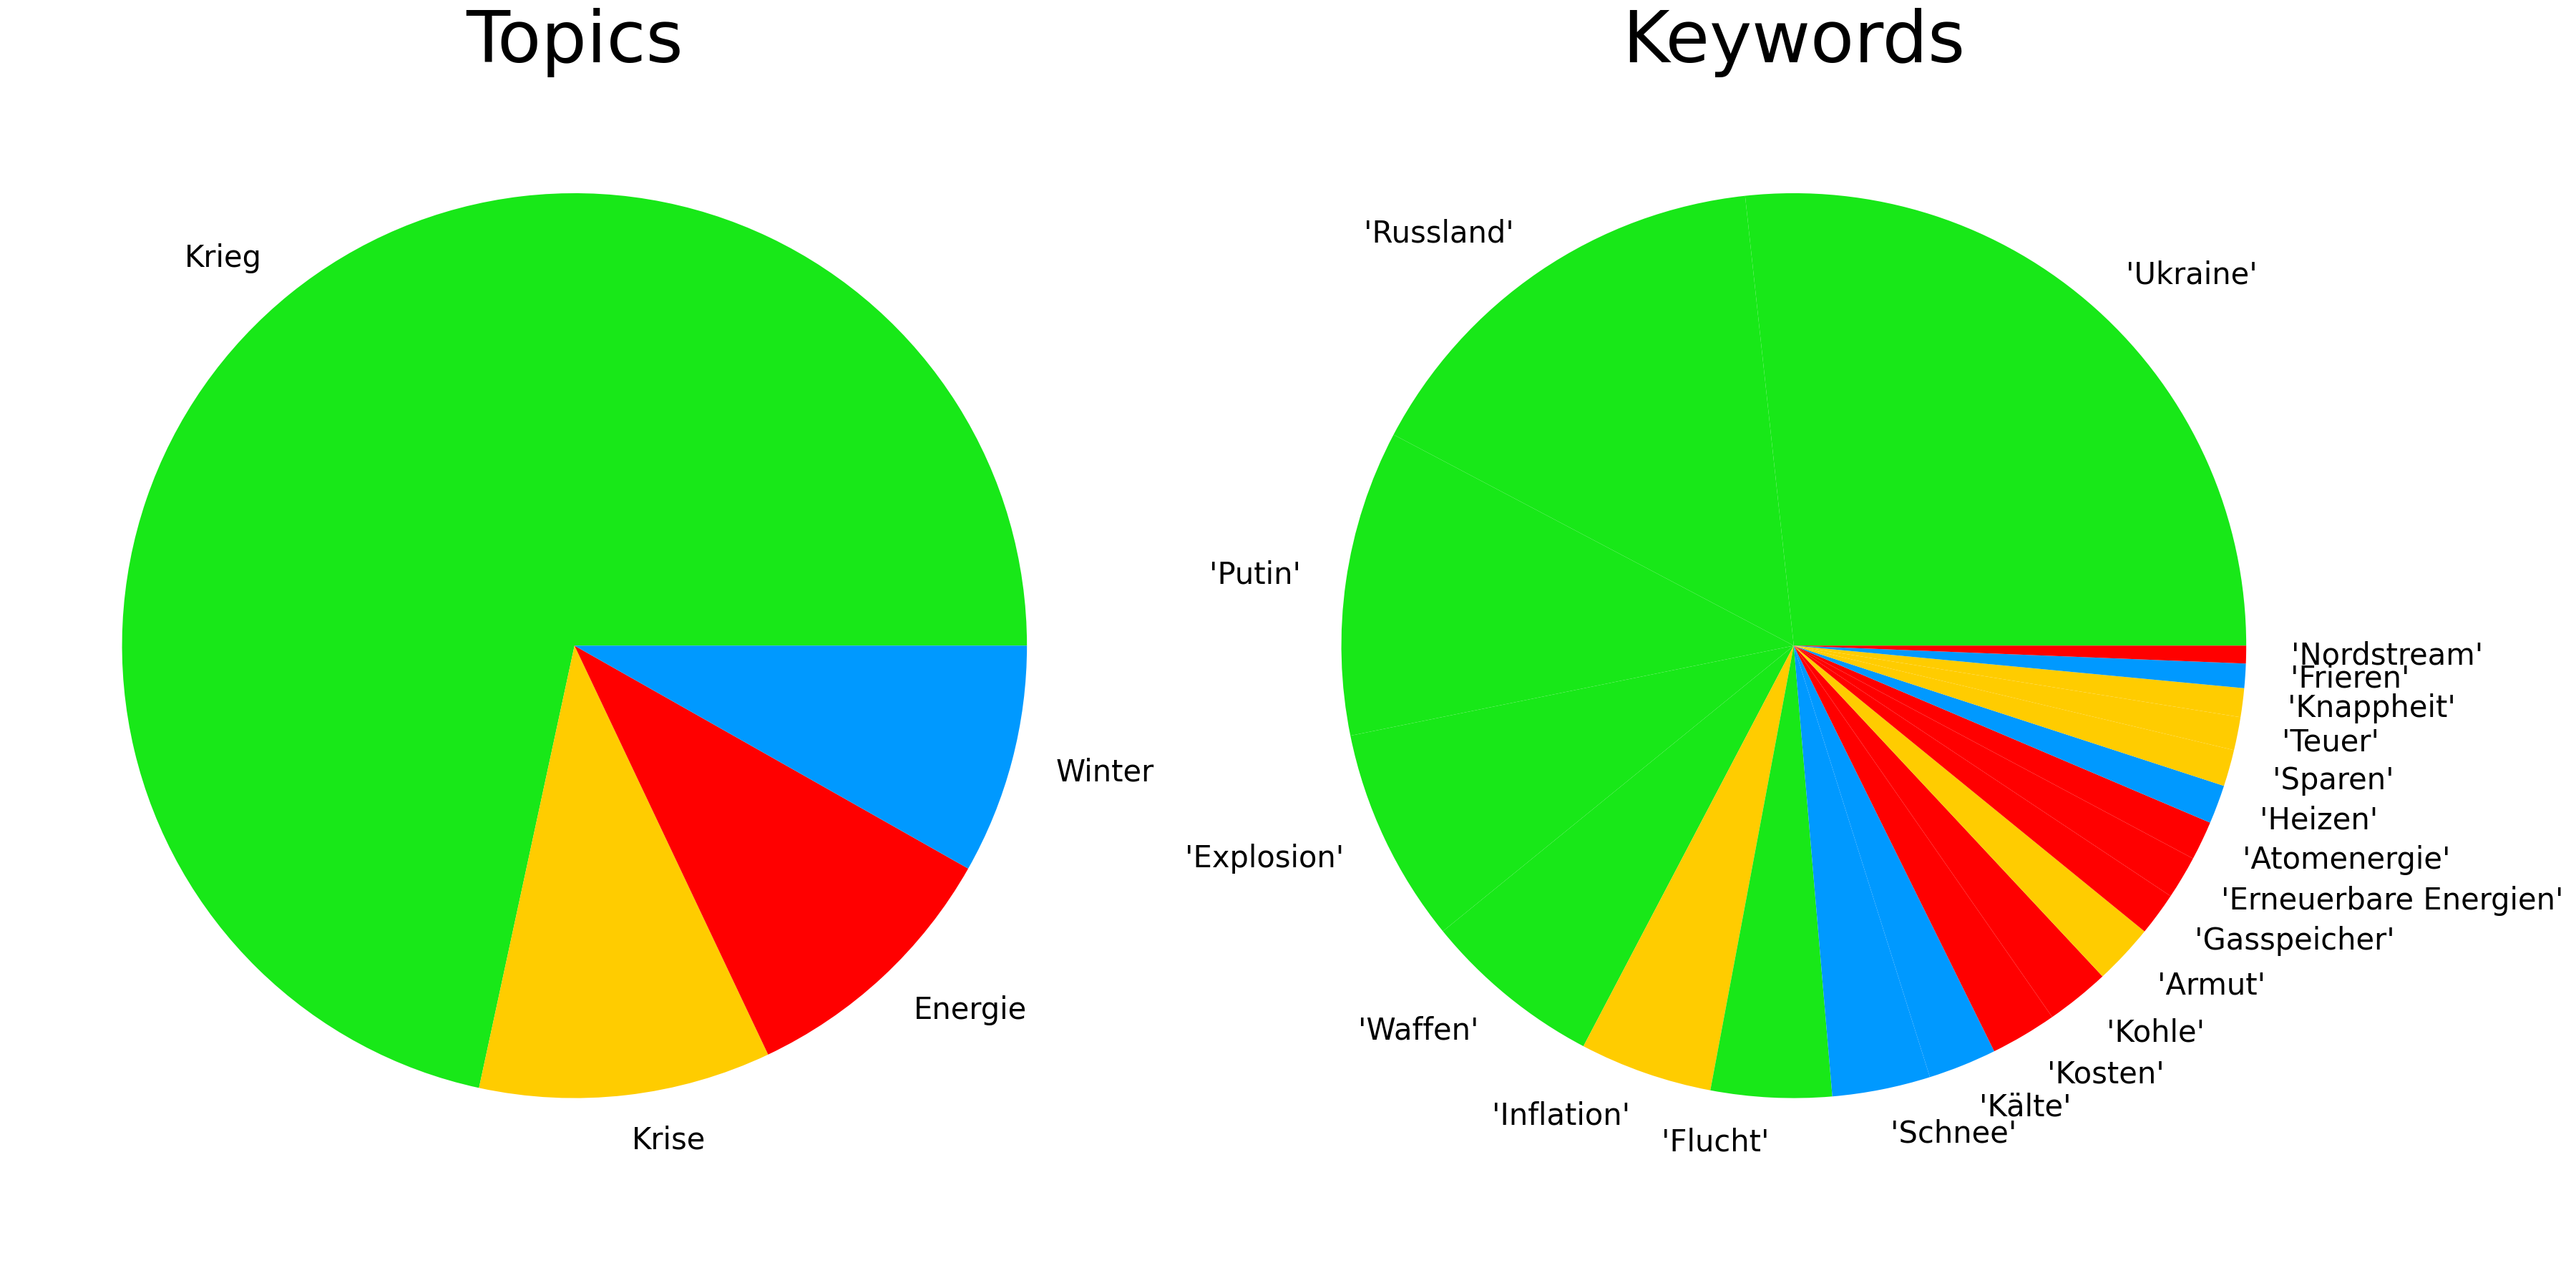 Topics
Krieg
Krise
Energie
Winter
Keywords
'Ukraine'
'Russland'
'Putin'
'Explosion'
'Waffen'
'Inflation'
'Flucht'
'Schnee'
'Kälte'
'Kosten'
'Kohle'
'Armut'
'Gasspeicher'
'Erneuerbare Energien'
'Atomenergie'
'Heizen'
'Sparen'
'Teuer'
'Knappheit'
'Frieren'
'Nordstream'